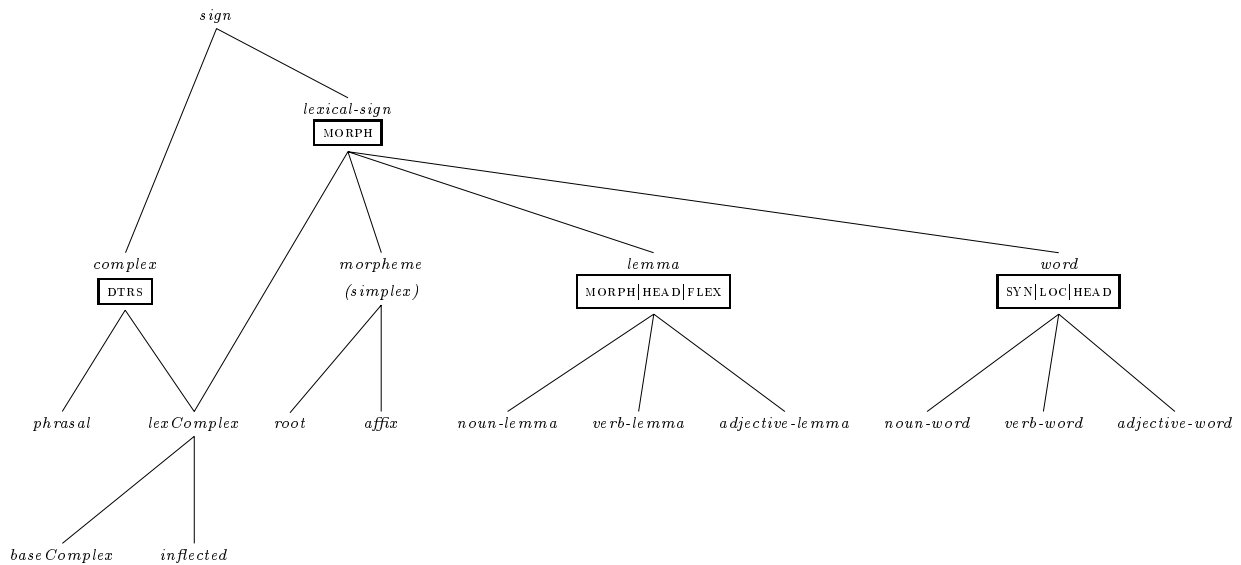 sign
lexical-sign
MORPH
complex morpheme lemma word
DTRS (simplex) MORPH|HEAD|FLEX SYN|LOC|HEAD
phrasal lexComplex root affix noun-lemma verb-lemma adjective-lemma noun-word verb-word adjective-word
baseComplex inflected